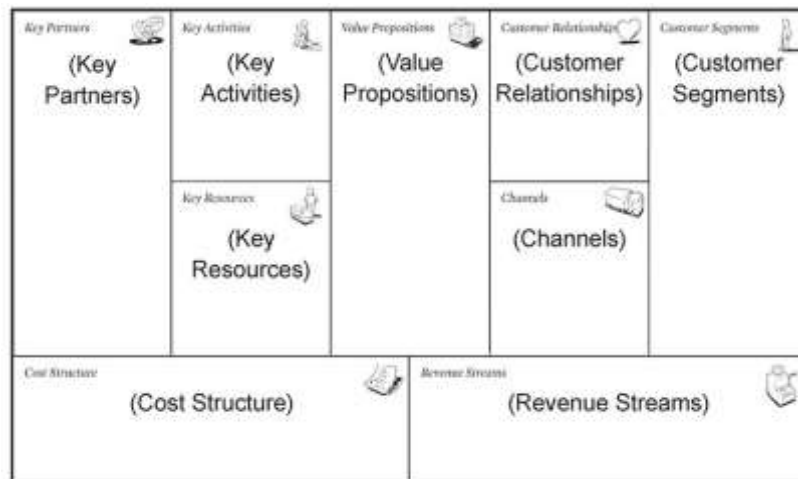 Key Partners
(Key
Partners)
Key Activities
(Key
Activities)
Key Resources
(Key
Resources)
Value Propositions
(Value
Propositions)
Customer Relationships
(Customer
Relationships)
Channels
(Channels)
Customer Segments
(Customer
Segments)
Cost Structure
(Cost Structure)
Revenue Streams
(Revenue Streams)